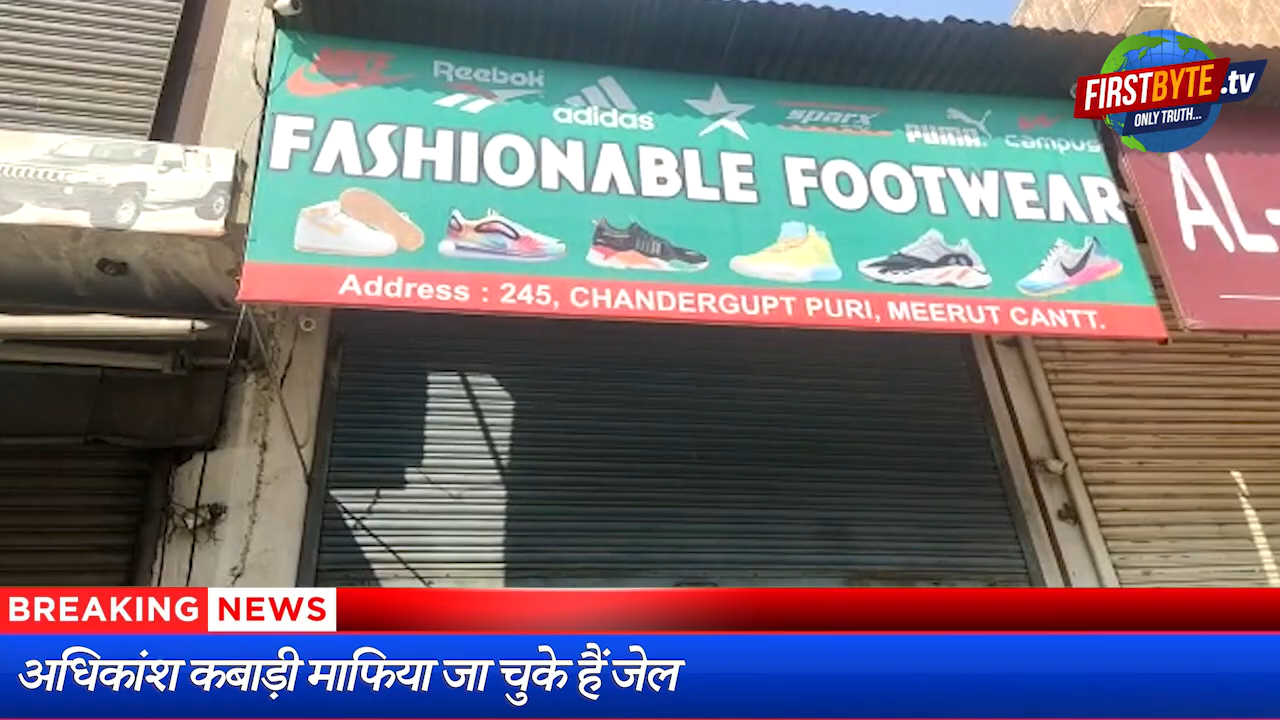 FIRSTBYTE.tv
ONLY TRUTH...
Reebok
adidas
sparx
PUMA
campus
FASHIONABLE FOOTWEAR
Address : 245, CHANDERGUPT PURI, MEERUT CANTT.
AL-
BREAKING NEWS
अधिकांश कबाड़ी माफिया जा चुके हैं जेल